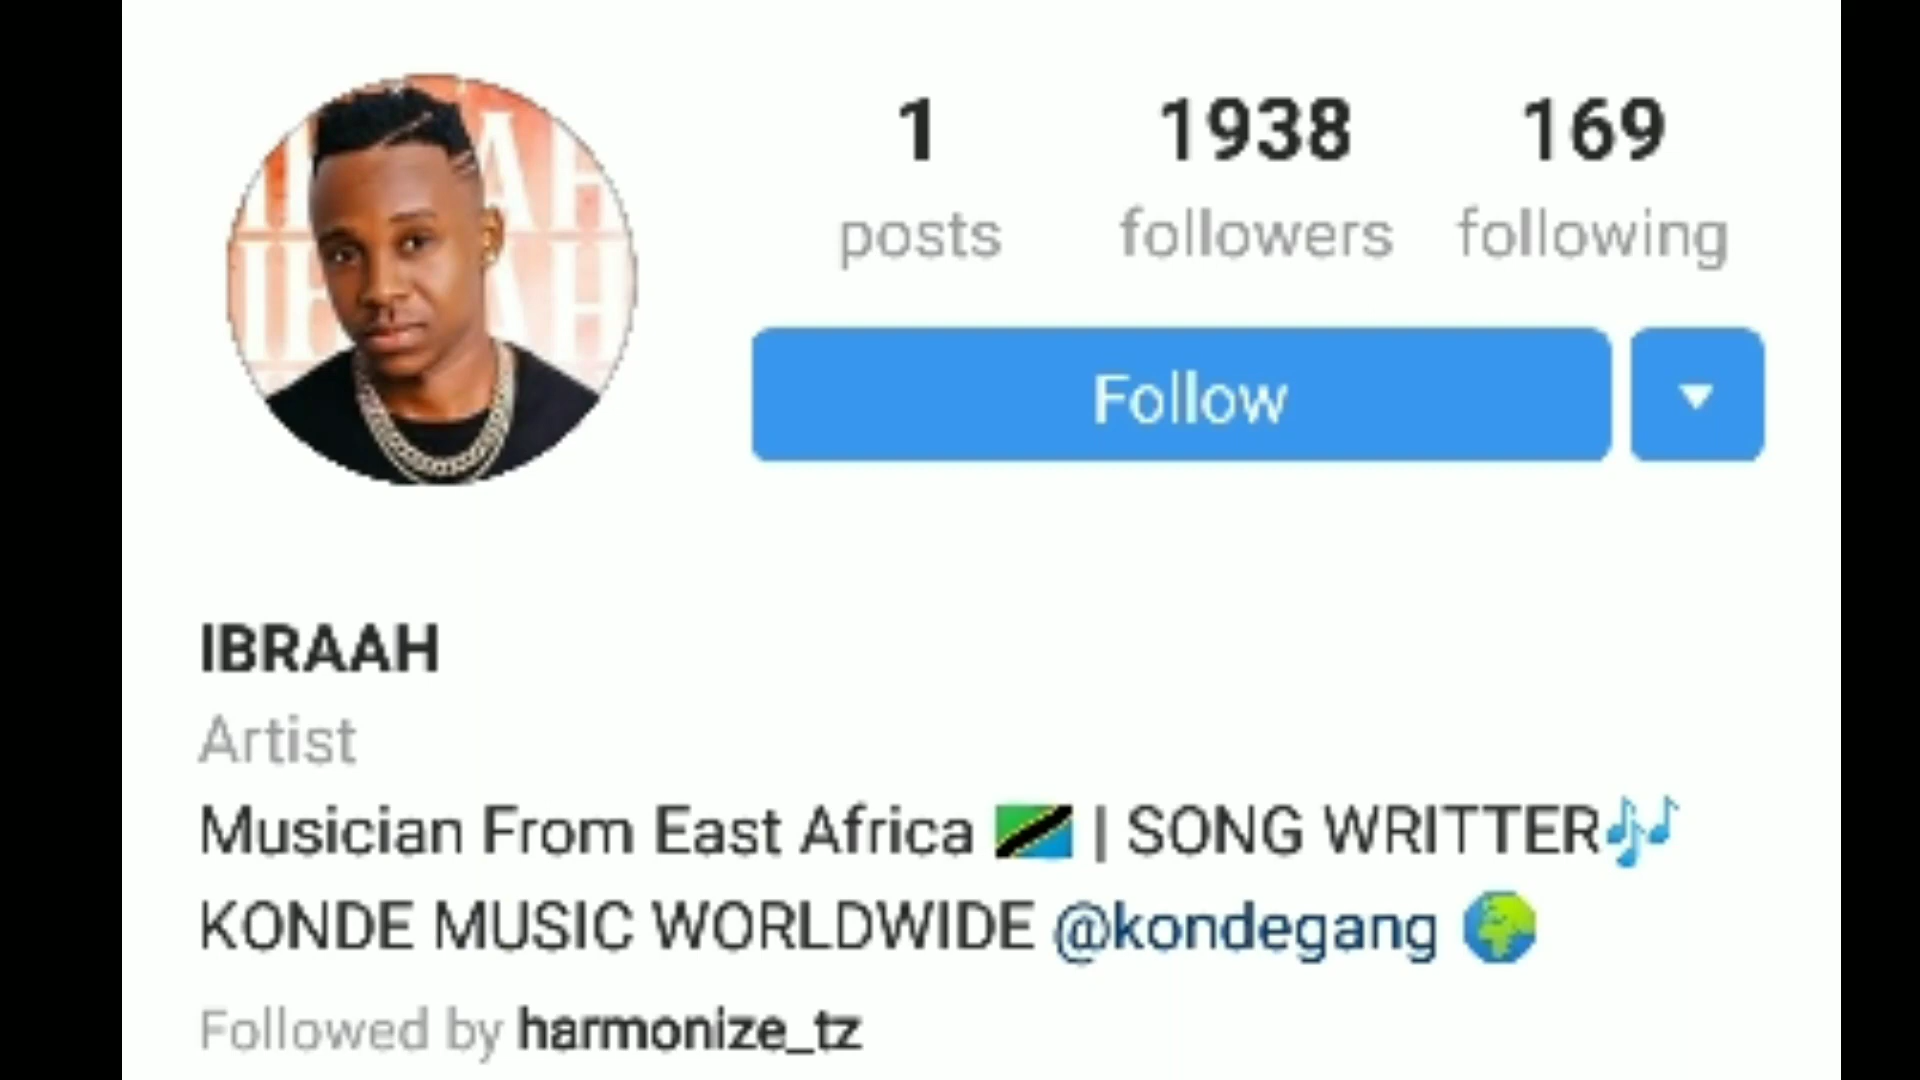 1 1938 169
posts followers following
Follow
IBRAAH
Artist
Musician From East Africa 🇹🇿 | SONG WRITTER🎶
KONDE MUSIC WORLDWIDE @kondegang 🌍
Followed by harmonize_tz